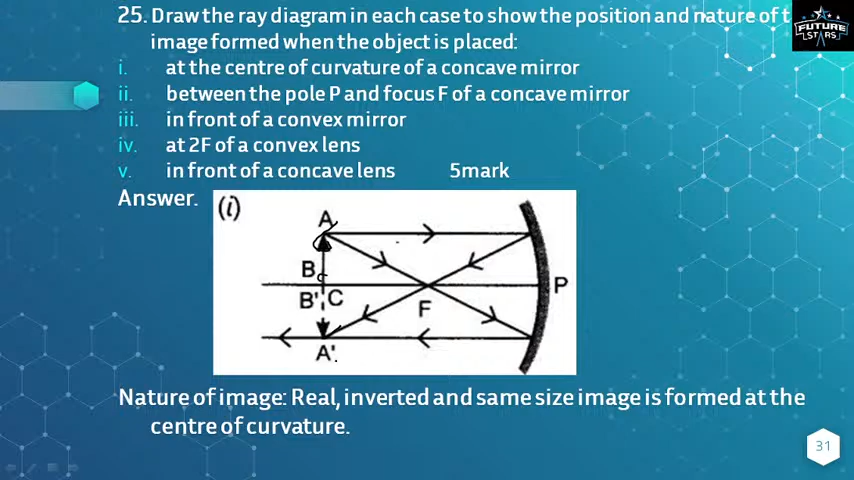 25. Draw the ray diagram in each case to show the position and nature of t
FUTURE
STARS
image formed when the object is placed:
i. at the centre of curvature of a concave mirror
ii. between the pole P and focus F of a concave mirror
iii. in front of a convex mirror
iv. at 2F of a convex lens
v. in front of a concave lens 5mark
Answer.
(i)
A
B
P
B' C
F
A'
Nature of image: Real, inverted and same size image is formed at the
centre of curvature.
31